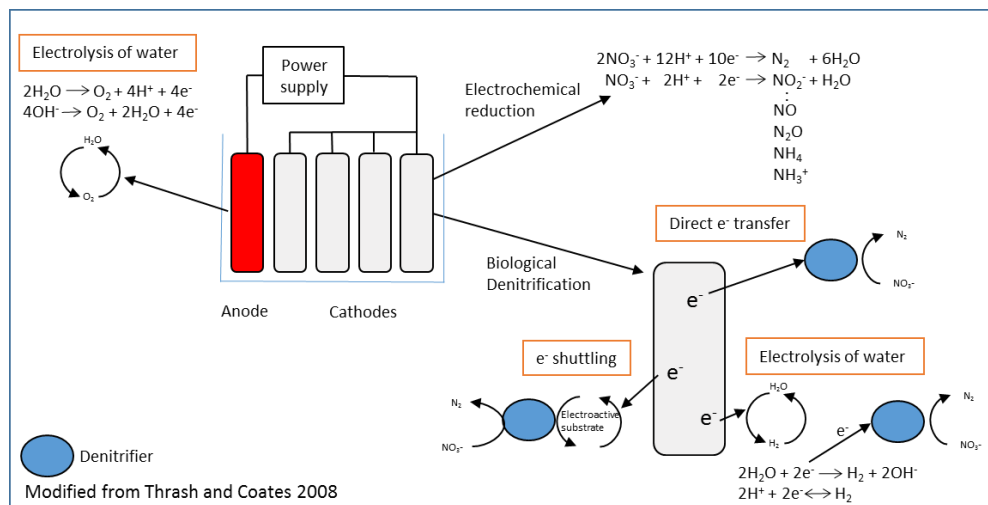 Electrolysis of water
2H₂O → O₂ + 4H⁺ + 4e⁻
4OH⁻ → O₂ + 2H₂O + 4e⁻
H₂O
O₂
Power
supply
Electrochemical
reduction
2NO₃⁻ + 12H⁺ + 10e⁻ → N₂ + 6H₂O
NO₃⁻ + 2H⁺ + 2e⁻ → NO₂⁻ + H₂O
:
NO
N₂O
NH₄
NH₃⁺
Anode
Cathodes
Biological
Denitrification
Direct e⁻ transfer
N₂
NO₃⁻
e⁻
e⁻
e⁻
e⁻ shuttling
N₂
NO₃⁻
Electroactive
substrate
Electrolysis of water
H₂O
H₂
e⁻
N₂
NO₃⁻
2H₂O + 2e⁻ → H₂ + 2OH⁻
2H⁺ + 2e⁻ ↔ H₂
Denitrifier
Modified from Thrash and Coates 2008